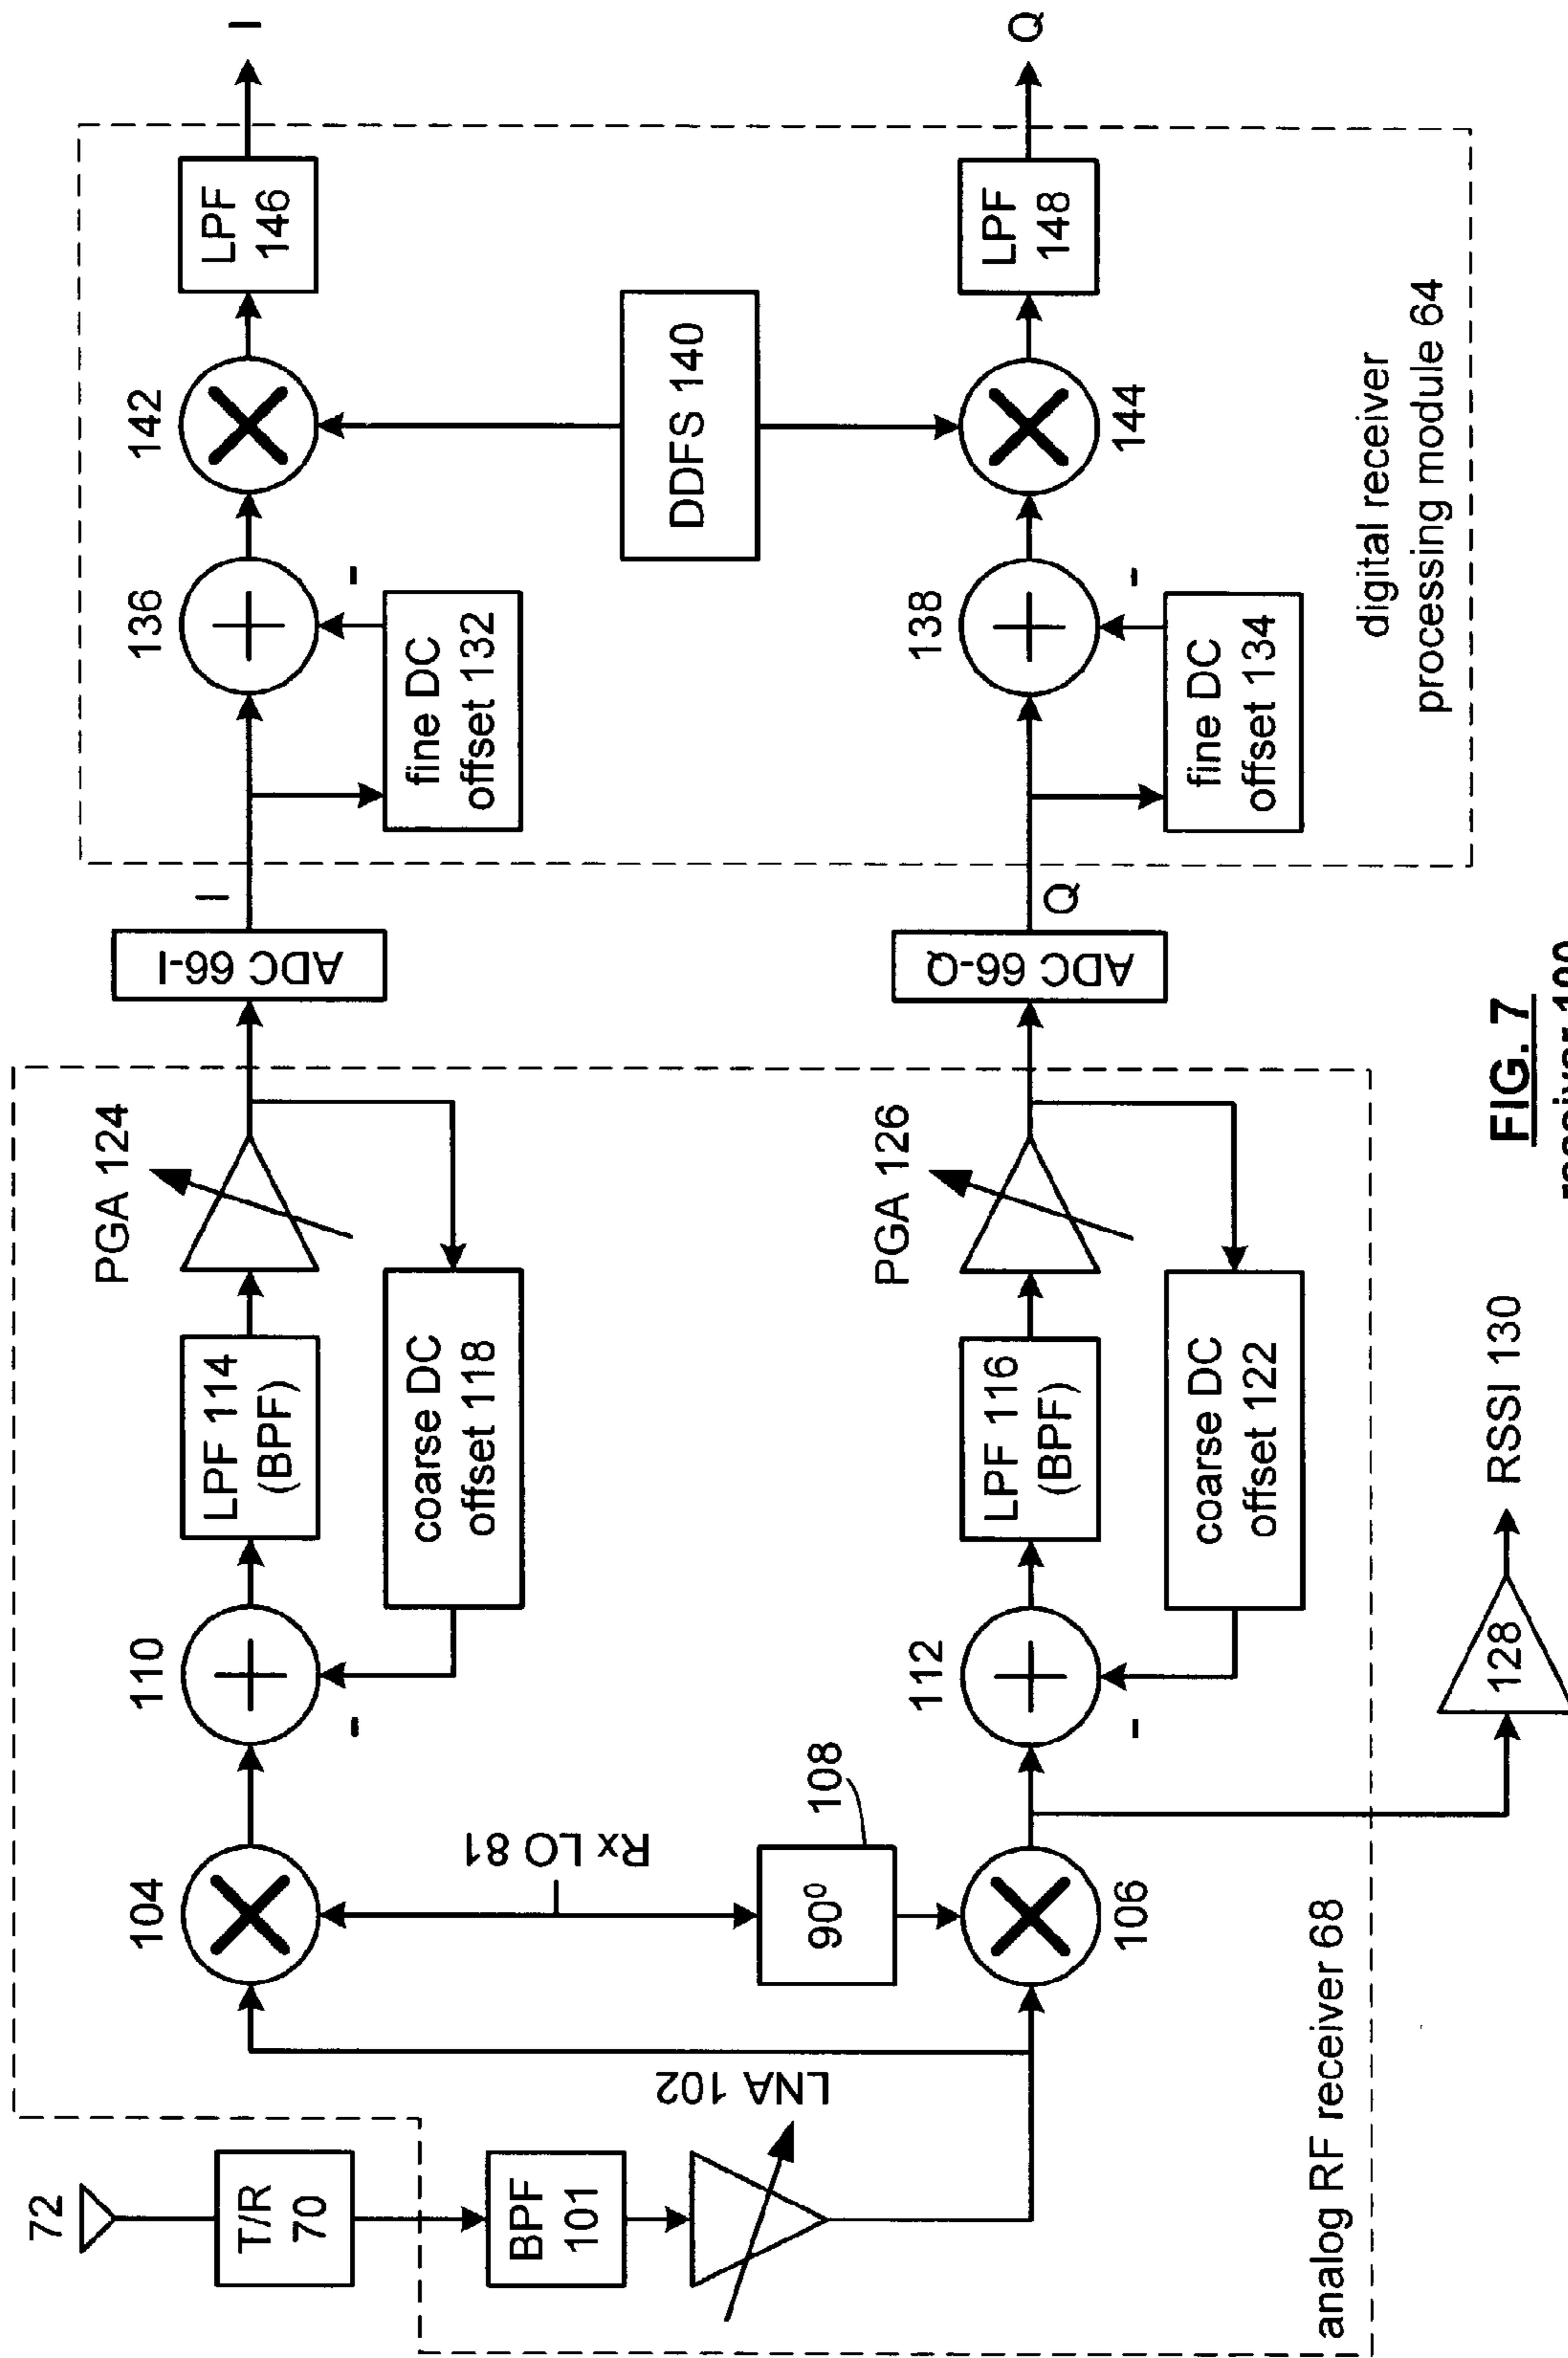 72
T/R
70
BPF
101
LNA 102
104
Rx LO 81
90⁰
108
106
110
112
LPF 114
(BPF)
coarse DC
offset 118
PGA 124
LPF 116
(BPF)
coarse DC
offset 122
PGA 126
128
RSSI 130
analog RF receiver 68
ADC 66-I
I
ADC 66-Q
Q
136
fine DC
offset 132
142
LPF
146
I
DDFS 140
138
fine DC
offset 134
144
LPF
148
Q
digital receiver
processing module 64
FIG. 7
receiver 100